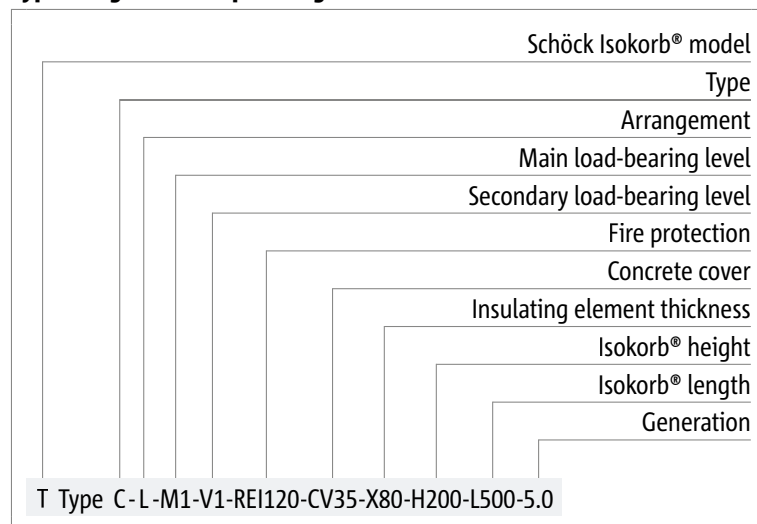 Schöck Isokorb® model
Type
Arrangement
Main load-bearing level
Secondary load-bearing level
Fire protection
Concrete cover
Insulating element thickness
Isokorb® height
Isokorb® length
Generation
T Type C-L-M1-V1-REI120-CV35-X80-H200-L500-5.0